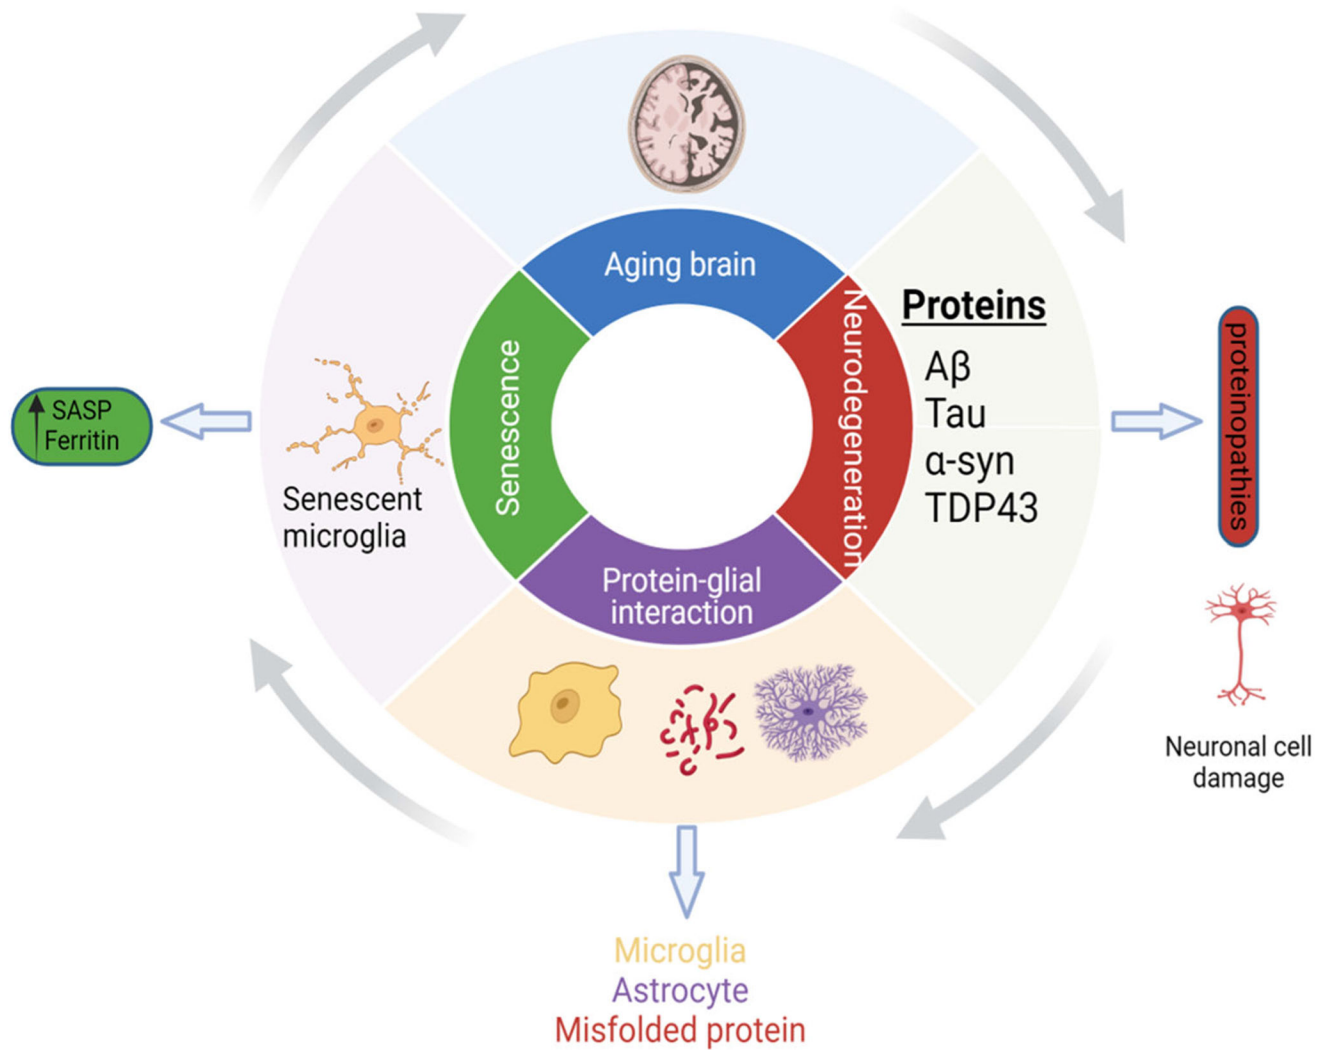 Aging brain
Neurodegeneration
Proteins
Aβ
Tau
α-syn
TDP43
proteinopathies
Neuronal cell
damage
Protein-glial
interaction
Microglia
Astrocyte
Misfolded protein
Senescence
Senescent
microglia
SASP
Ferritin